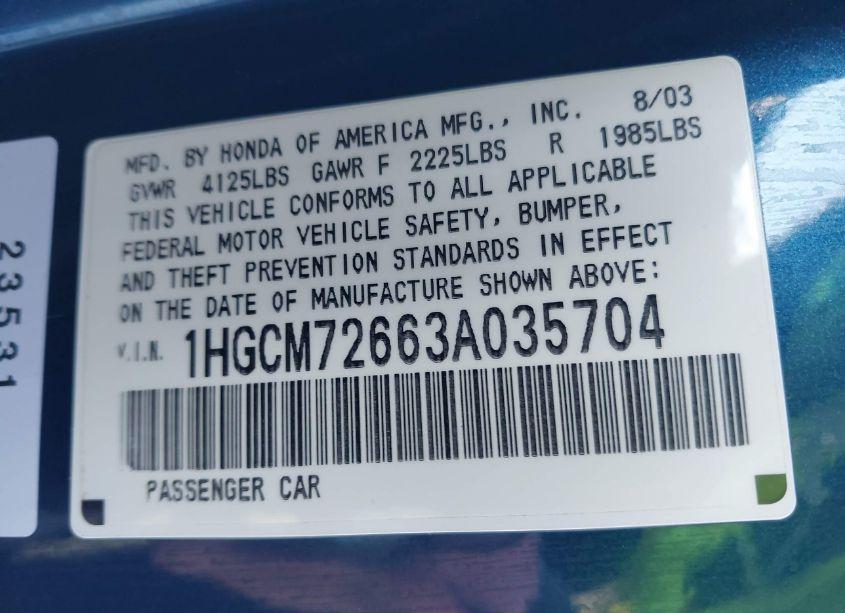 MFD. BY HONDA OF AMERICA MFG., INC. 8/03
GVWR 4125LBS GAWR F 2225LBS R 1985LBS
THIS VEHICLE CONFORMS TO ALL APPLICABLE
FEDERAL MOTOR VEHICLE SAFETY, BUMPER,
AND THEFT PREVENTION STANDARDS IN EFFECT
ON THE DATE OF MANUFACTURE SHOWN ABOVE:
V.I.N. 1HGCM72663A035704
PASSENGER CAR
23531